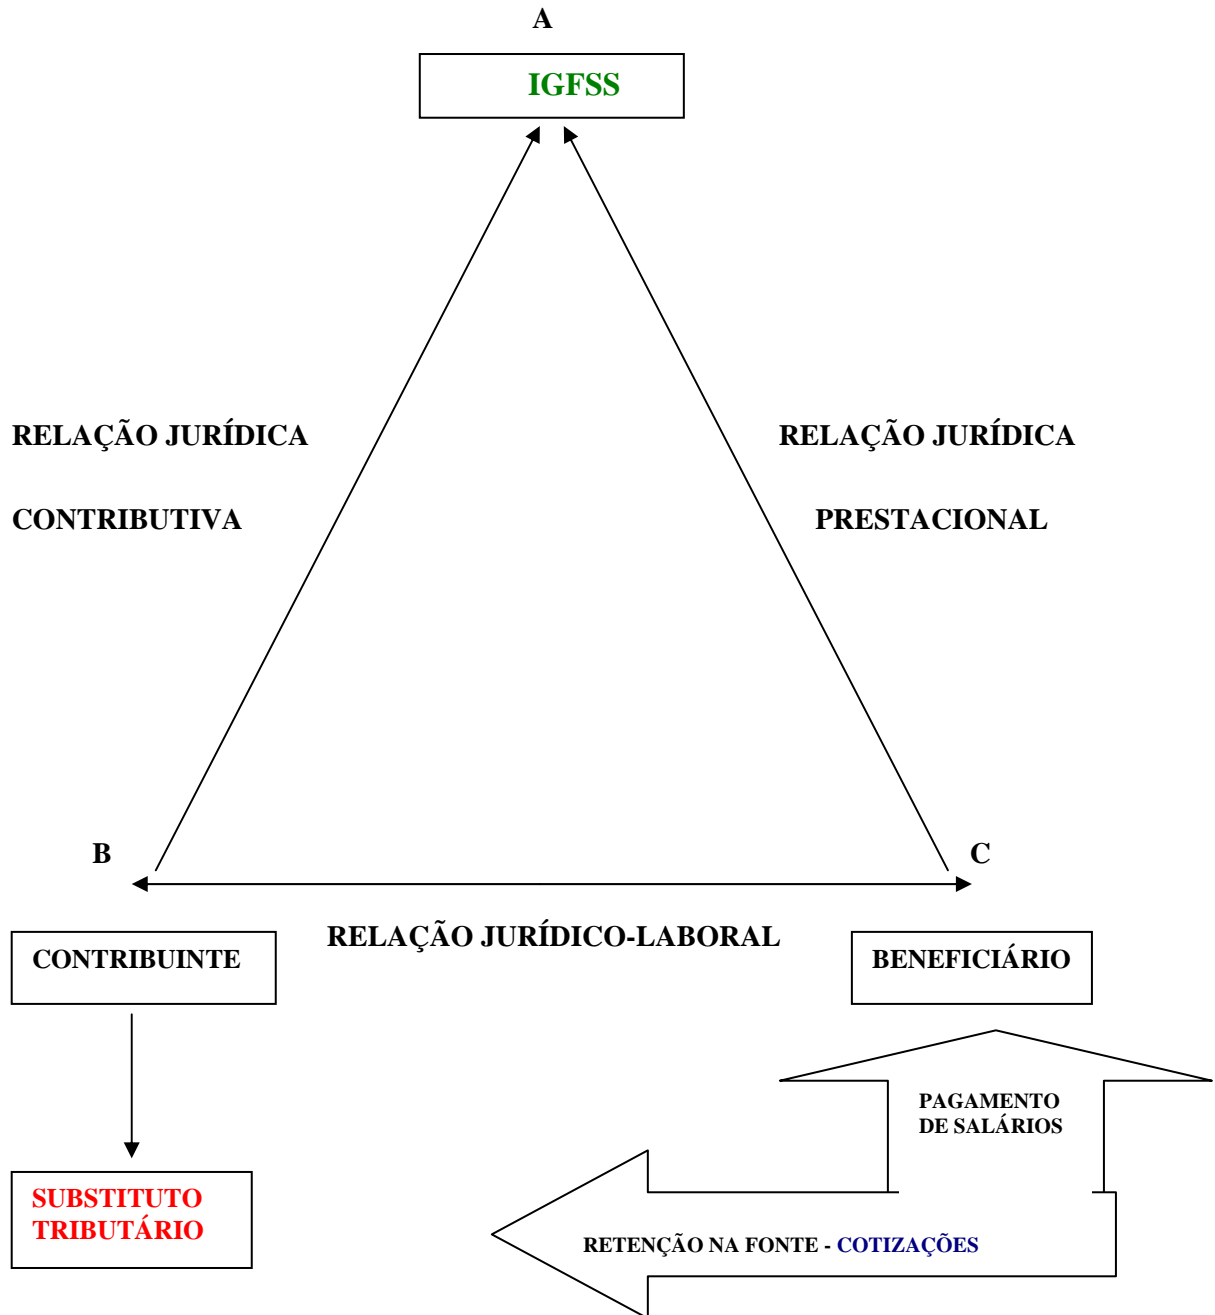 A
IGFSS
RELAÇÃO JURÍDICA
CONTRIBUTIVA
RELAÇÃO JURÍDICA
PRESTACIONAL
B
C
RELAÇÃO JURÍDICO-LABORAL
CONTRIBUINTE
BENEFICIÁRIO
PAGAMENTO
DE SALÁRIOS
SUBSTITUTO
TRIBUTÁRIO
RETENÇÃO NA FONTE - COTIZAÇÕES